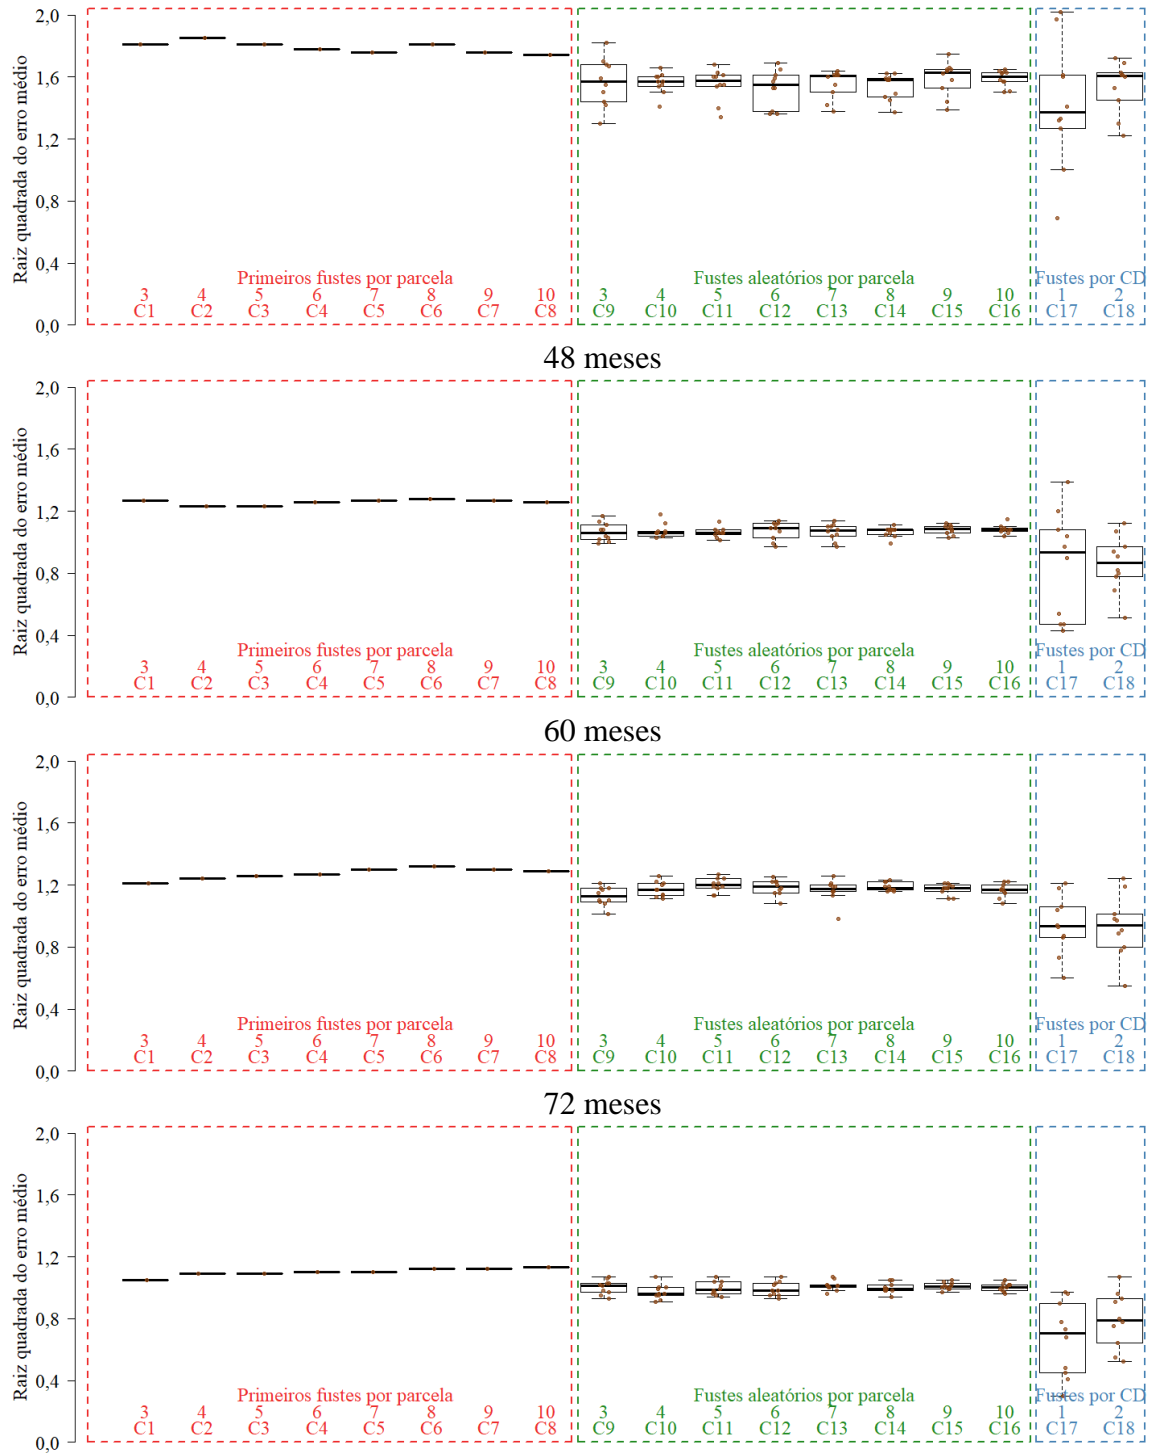 Raiz quadrada do erro médio
2,0
1,6
1,2
0,8
0,4
0,0
Primeiros fustes por parcela
3 4 5 6 7 8 9 10
C1 C2 C3 C4 C5 C6 C7 C8
Fustes aleatórios por parcela
3 4 5 6 7 8 9 10
C9 C10 C11 C12 C13 C14 C15 C16
Fustes por CD
1 2
C17 C18
48 meses
Raiz quadrada do erro médio
2,0
1,6
1,2
0,8
0,4
0,0
Primeiros fustes por parcela
3 4 5 6 7 8 9 10
C1 C2 C3 C4 C5 C6 C7 C8
Fustes aleatórios por parcela
3 4 5 6 7 8 9 10
C9 C10 C11 C12 C13 C14 C15 C16
Fustes por CD
1 2
C17 C18
60 meses
Raiz quadrada do erro médio
2,0
1,6
1,2
0,8
0,4
0,0
Primeiros fustes por parcela
3 4 5 6 7 8 9 10
C1 C2 C3 C4 C5 C6 C7 C8
Fustes aleatórios por parcela
3 4 5 6 7 8 9 10
C9 C10 C11 C12 C13 C14 C15 C16
Fustes por CD
1 2
C17 C18
72 meses
Raiz quadrada do erro médio
2,0
1,6
1,2
0,8
0,4
0,0
Primeiros fustes por parcela
3 4 5 6 7 8 9 10
C1 C2 C3 C4 C5 C6 C7 C8
Fustes aleatórios por parcela
3 4 5 6 7 8 9 10
C9 C10 C11 C12 C13 C14 C15 C16
Fustes por CD
1 2
C17 C18